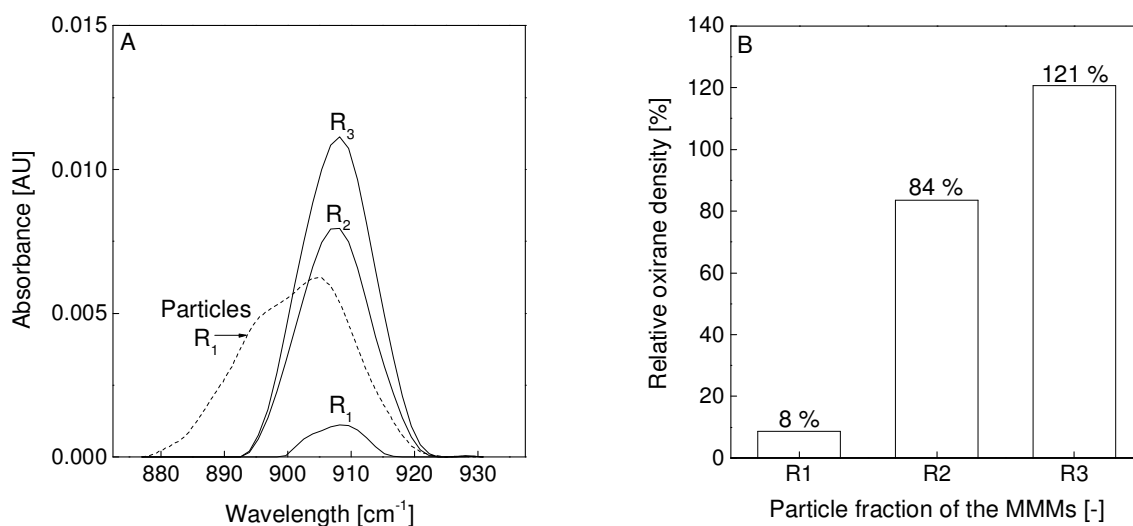 A
0.015
0.010
0.005
0.000
Absorbance [AU]
R3
R2
Particles
R1
R1
880 890 900 910 920 930
Wavelength [cm-1]
B
140
120
100
80
60
40
20
0
Relative oxirane density [%]
8 %
84 %
121 %
R1 R2 R3
Particle fraction of the MMMs [-]